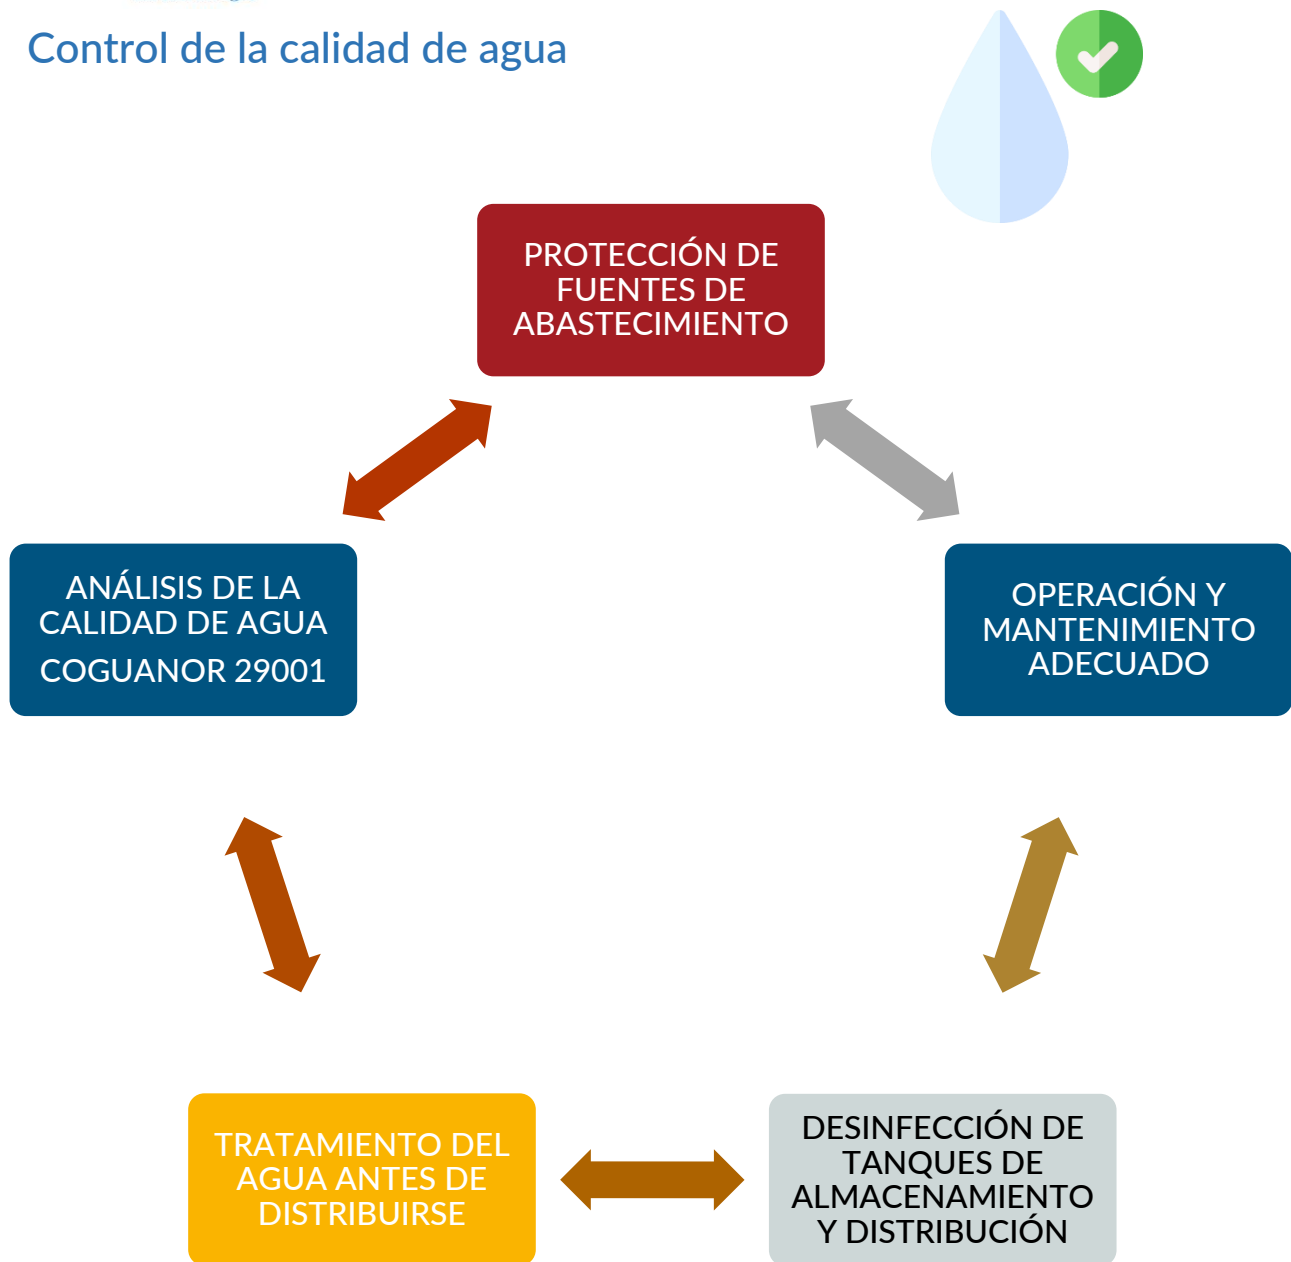 Control de la calidad de agua
PROTECCIÓN DE
FUENTES DE
ABASTECIMIENTO
ANÁLISIS DE LA
CALIDAD DE AGUA
COGUANOR 29001
OPERACIÓN Y
MANTENIMIENTO
ADECUADO
TRATAMIENTO DEL
AGUA ANTES DE
DISTRIBUIRSE
DESINFECCIÓN DE
TANQUES DE
ALMACENAMIENTO
Y DISTRIBUCIÓN